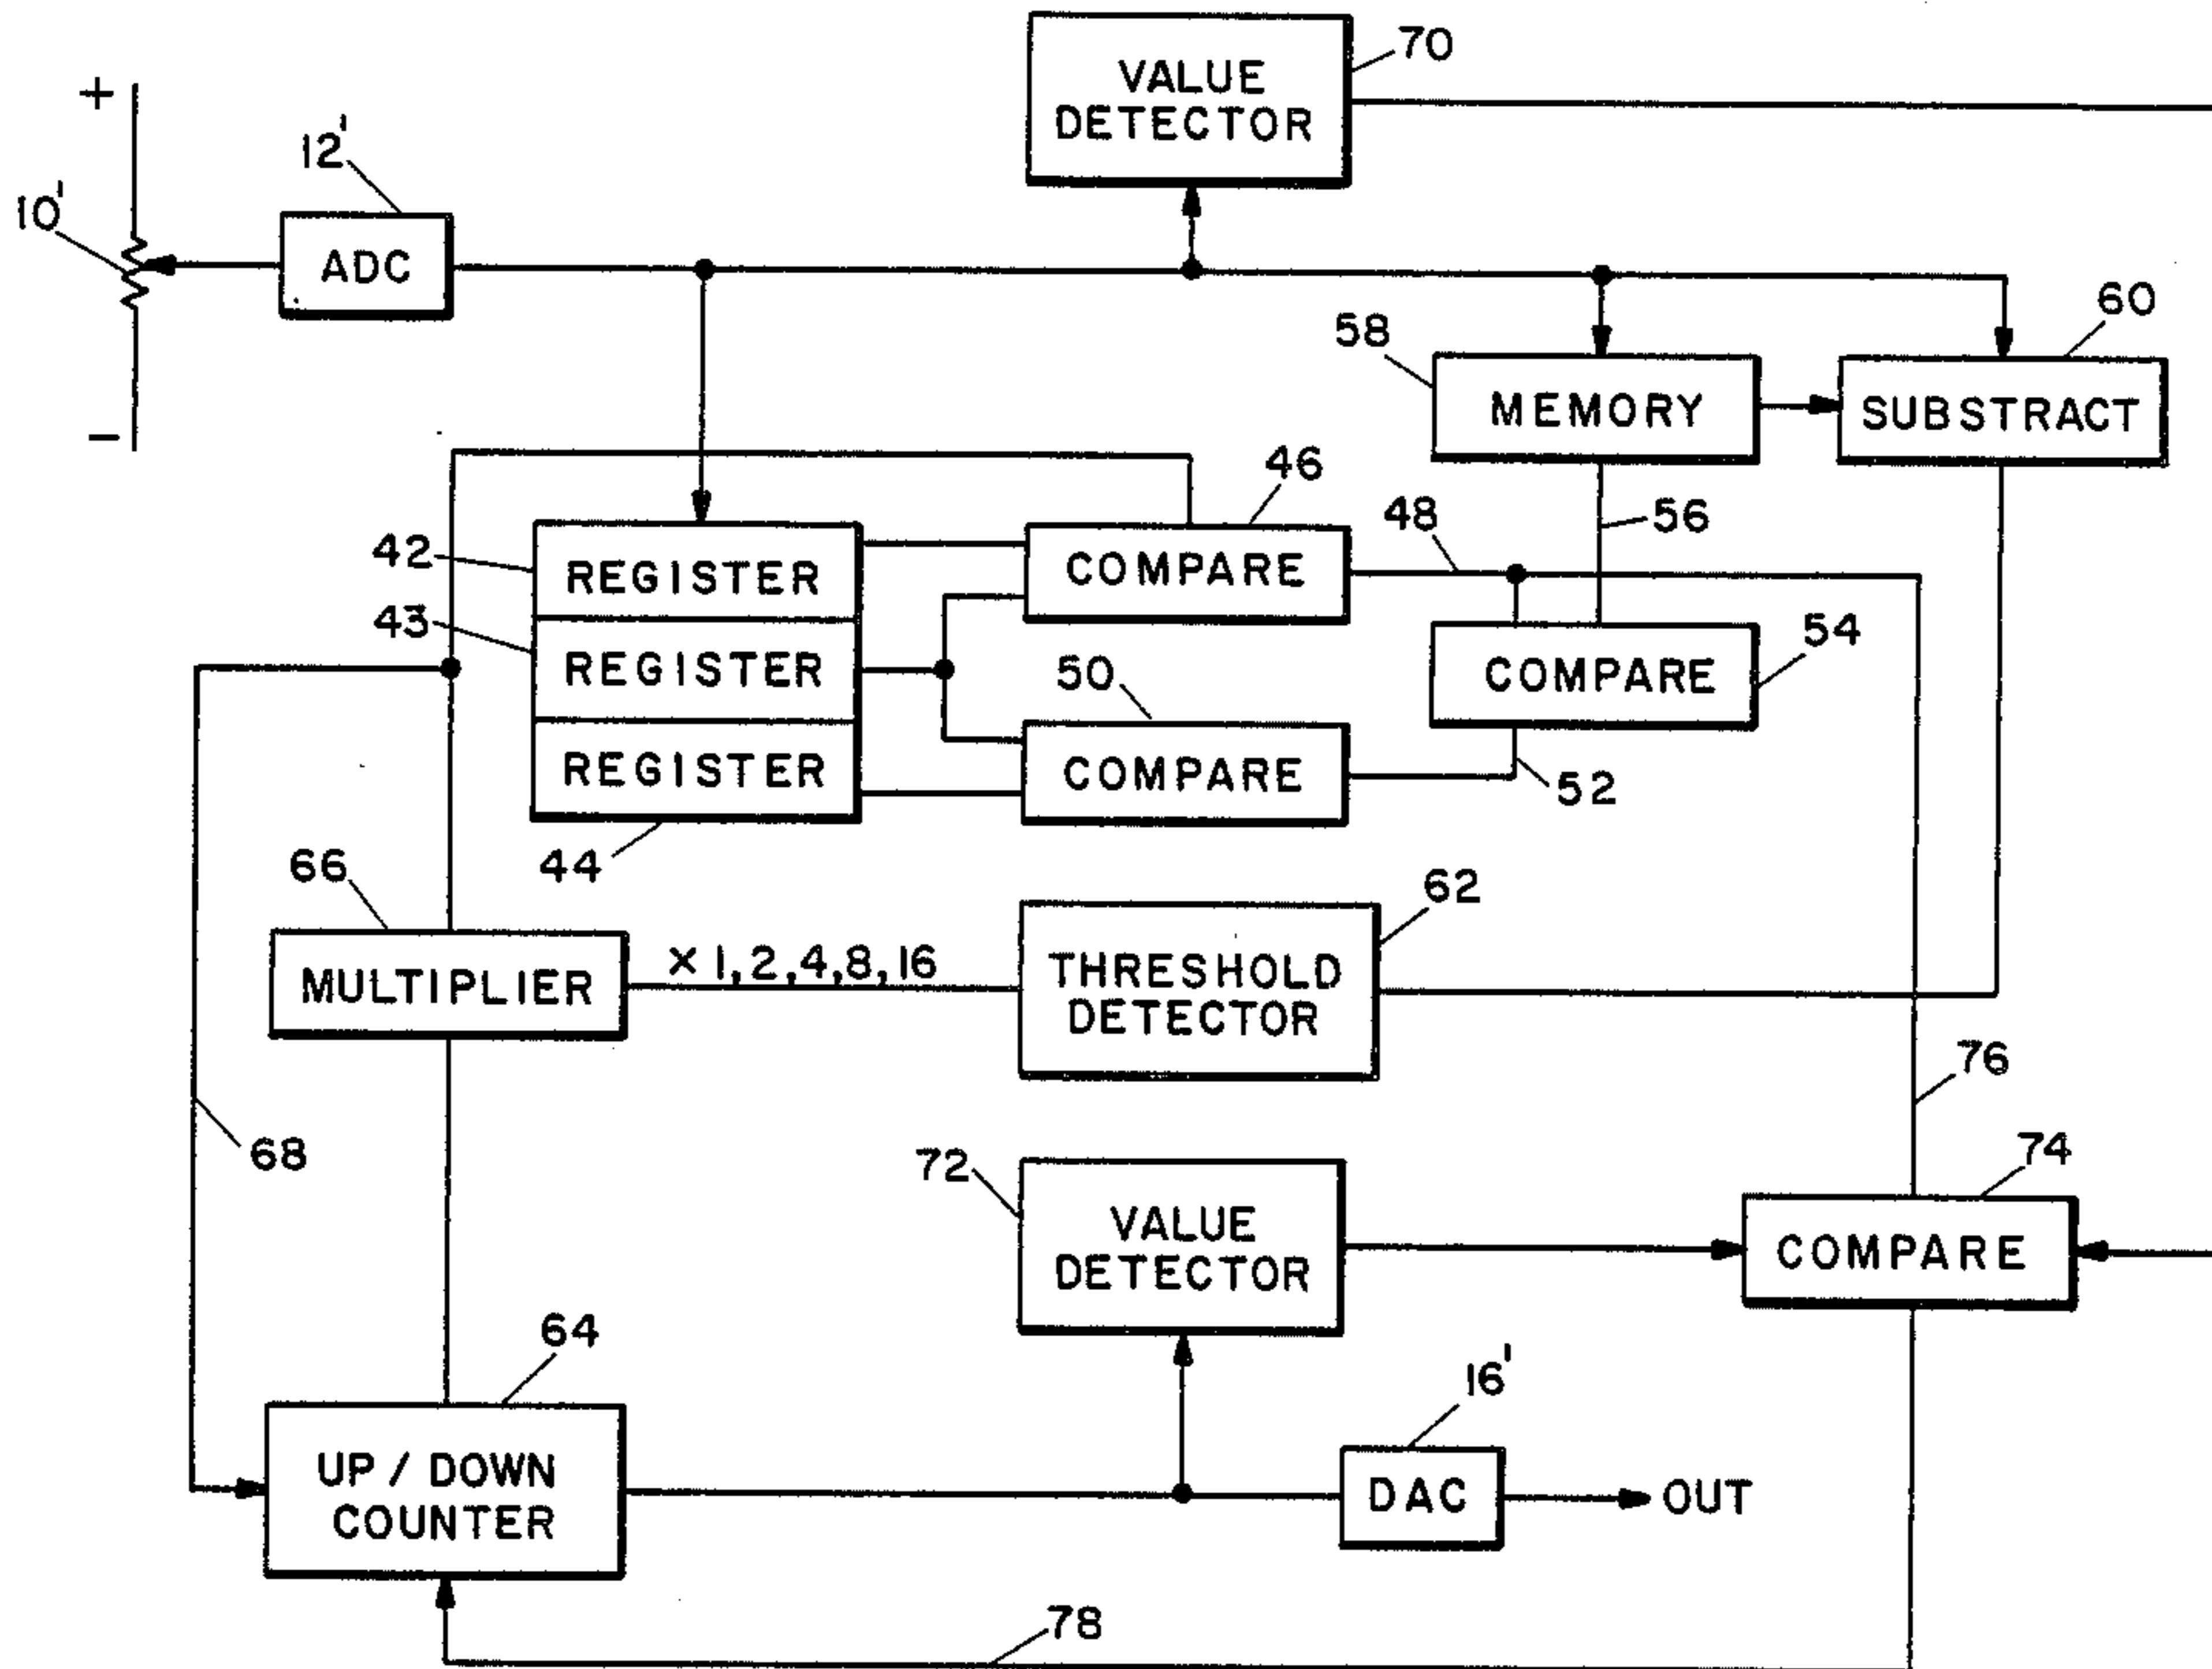 70
VALUE
DETECTOR
+
12'
10'
ADC
60
58
MEMORY
SUBSTRACT
−
46
48
56
42
REGISTER
COMPARE
43
REGISTER
54
COMPARE
50
REGISTER
COMPARE
52
44
66
62
× 1, 2, 4, 8, 16
MULTIPLIER
THRESHOLD
DETECTOR
76
68
72
74
VALUE
DETECTOR
COMPARE
64
16'
UP / DOWN
COUNTER
DAC
OUT
78